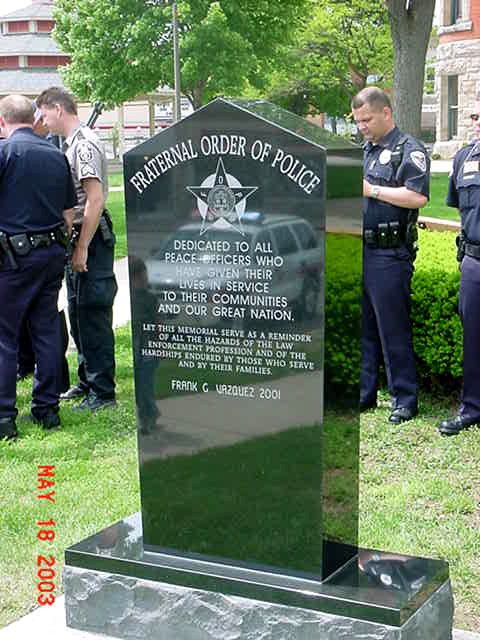 FRATERNAL ORDER OF POLICE
DEDICATED TO ALL
PEACE OFFICERS WHO
HAVE GIVEN THEIR
LIVES IN SERVICE
TO THEIR COMMUNITIES
AND OUR GREAT NATION.
LET THIS MEMORIAL SERVE AS A REMINDER
OF ALL THE HAZARDS OF THE LAW
ENFORCEMENT PROFESSION AND OF THE
HARDSHIPS ENDURED BY THOSE WHO SERVE
AND BY THEIR FAMILIES.
FRANK G. VAZQUEZ 2001
MAY 18 2003